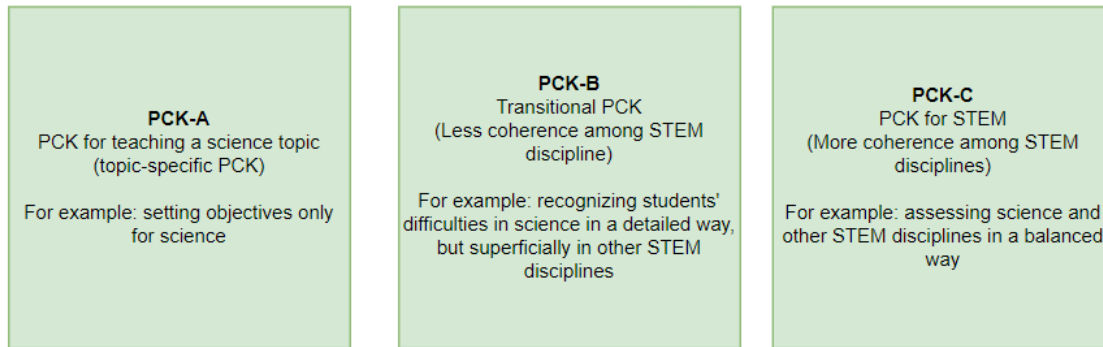 PCK-A
PCK for teaching a science topic
(topic-specific PCK)
For example: setting objectives only
for science
PCK-B
Transitional PCK
(Less coherence among STEM
discipline)
For example: recognizing students'
difficulties in science in a detailed way,
but superficially in other STEM
disciplines
PCK-C
PCK for STEM
(More coherence among STEM
disciplines)
For example: assessing science and
other STEM disciplines in a balanced
way